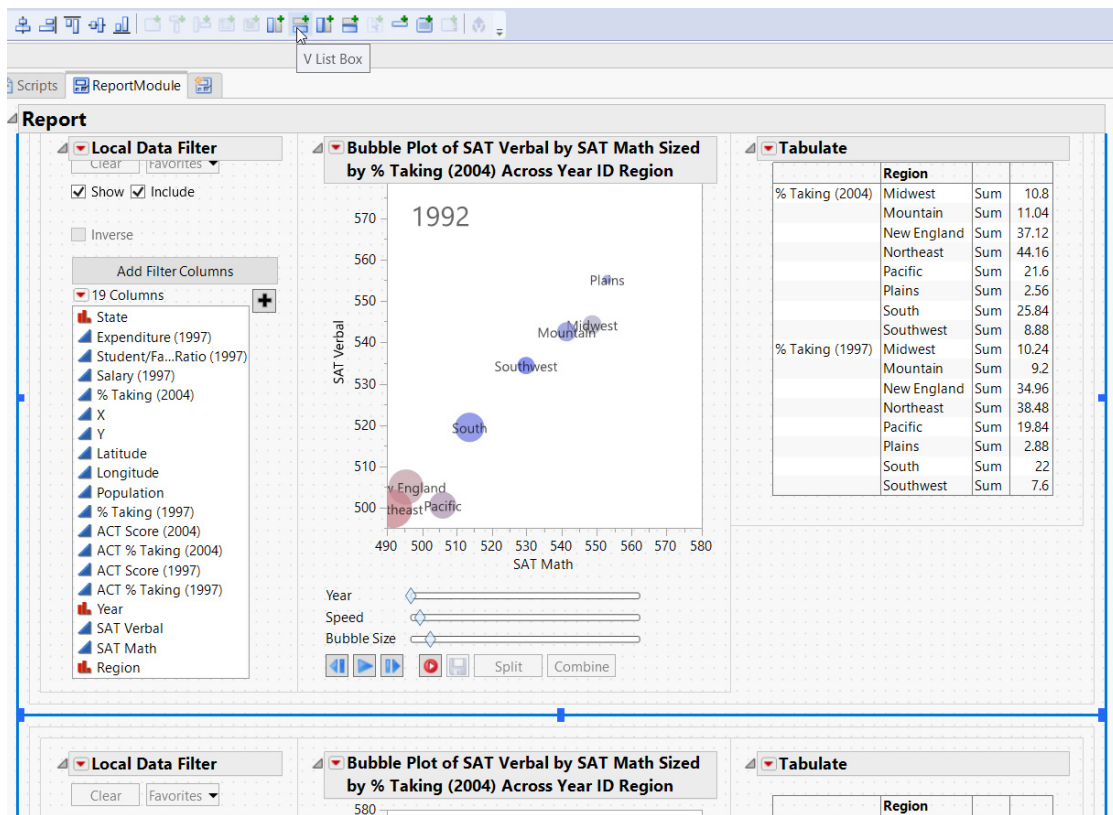 V List Box
Scripts
ReportModule
Report
Local Data Filter
Clear
Favorites
Show
Include
Inverse
Add Filter Columns
19 Columns
State
Expenditure (1997)
Student/Fa...Ratio (1997)
Salary (1997)
% Taking (2004)
X
Y
Latitude
Longitude
Population
% Taking (1997)
ACT Score (2004)
ACT % Taking (2004)
ACT Score (1997)
ACT % Taking (1997)
Year
SAT Verbal
SAT Math
Region
Bubble Plot of SAT Verbal by SAT Math Sized
by % Taking (2004) Across Year ID Region
1992
570
560
550
540
530
520
510
500
SAT Verbal
Plains
Midwest
Mountain
Southwest
South
w England
theast
Pacific
490 500 510 520 530 540 550 560 570 580
SAT Math
Year
Speed
Bubble Size
Split
Combine
Tabulate
Region
% Taking (2004) Midwest Sum 10.8
Mountain Sum 11.04
New England Sum 37.12
Northeast Sum 44.16
Pacific Sum 21.6
Plains Sum 2.56
South Sum 25.84
Southwest Sum 8.88
% Taking (1997) Midwest Sum 10.24
Mountain Sum 9.2
New England Sum 34.96
Northeast Sum 38.48
Pacific Sum 19.84
Plains Sum 2.88
South Sum 22
Southwest Sum 7.6
Local Data Filter
Clear
Favorites
Bubble Plot of SAT Verbal by SAT Math Sized
by % Taking (2004) Across Year ID Region
580
Tabulate
Region